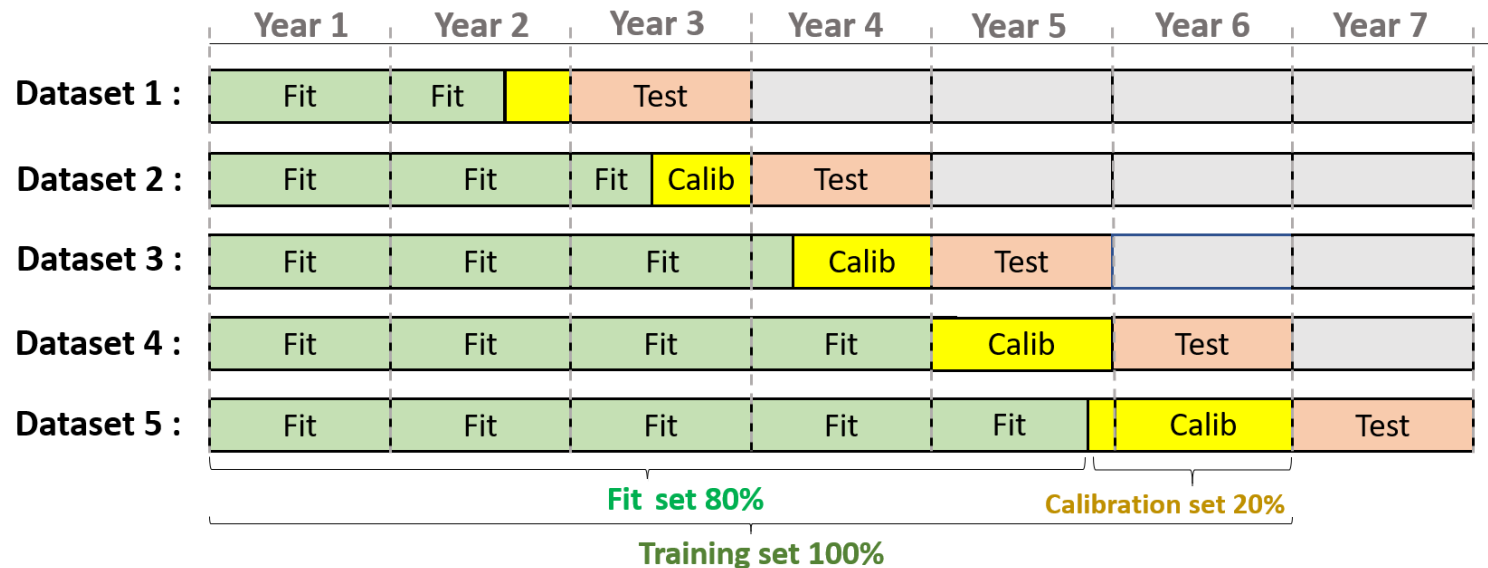 Year 1 Year 2 Year 3 Year 4 Year 5 Year 6 Year 7
Dataset 1 : Fit Fit Test
Dataset 2 : Fit Fit Fit Calib Test
Dataset 3 : Fit Fit Fit Calib Test
Dataset 4 : Fit Fit Fit Fit Calib Test
Dataset 5 : Fit Fit Fit Fit Fit Calib Test
Fit set 80%
Calibration set 20%
Training set 100%